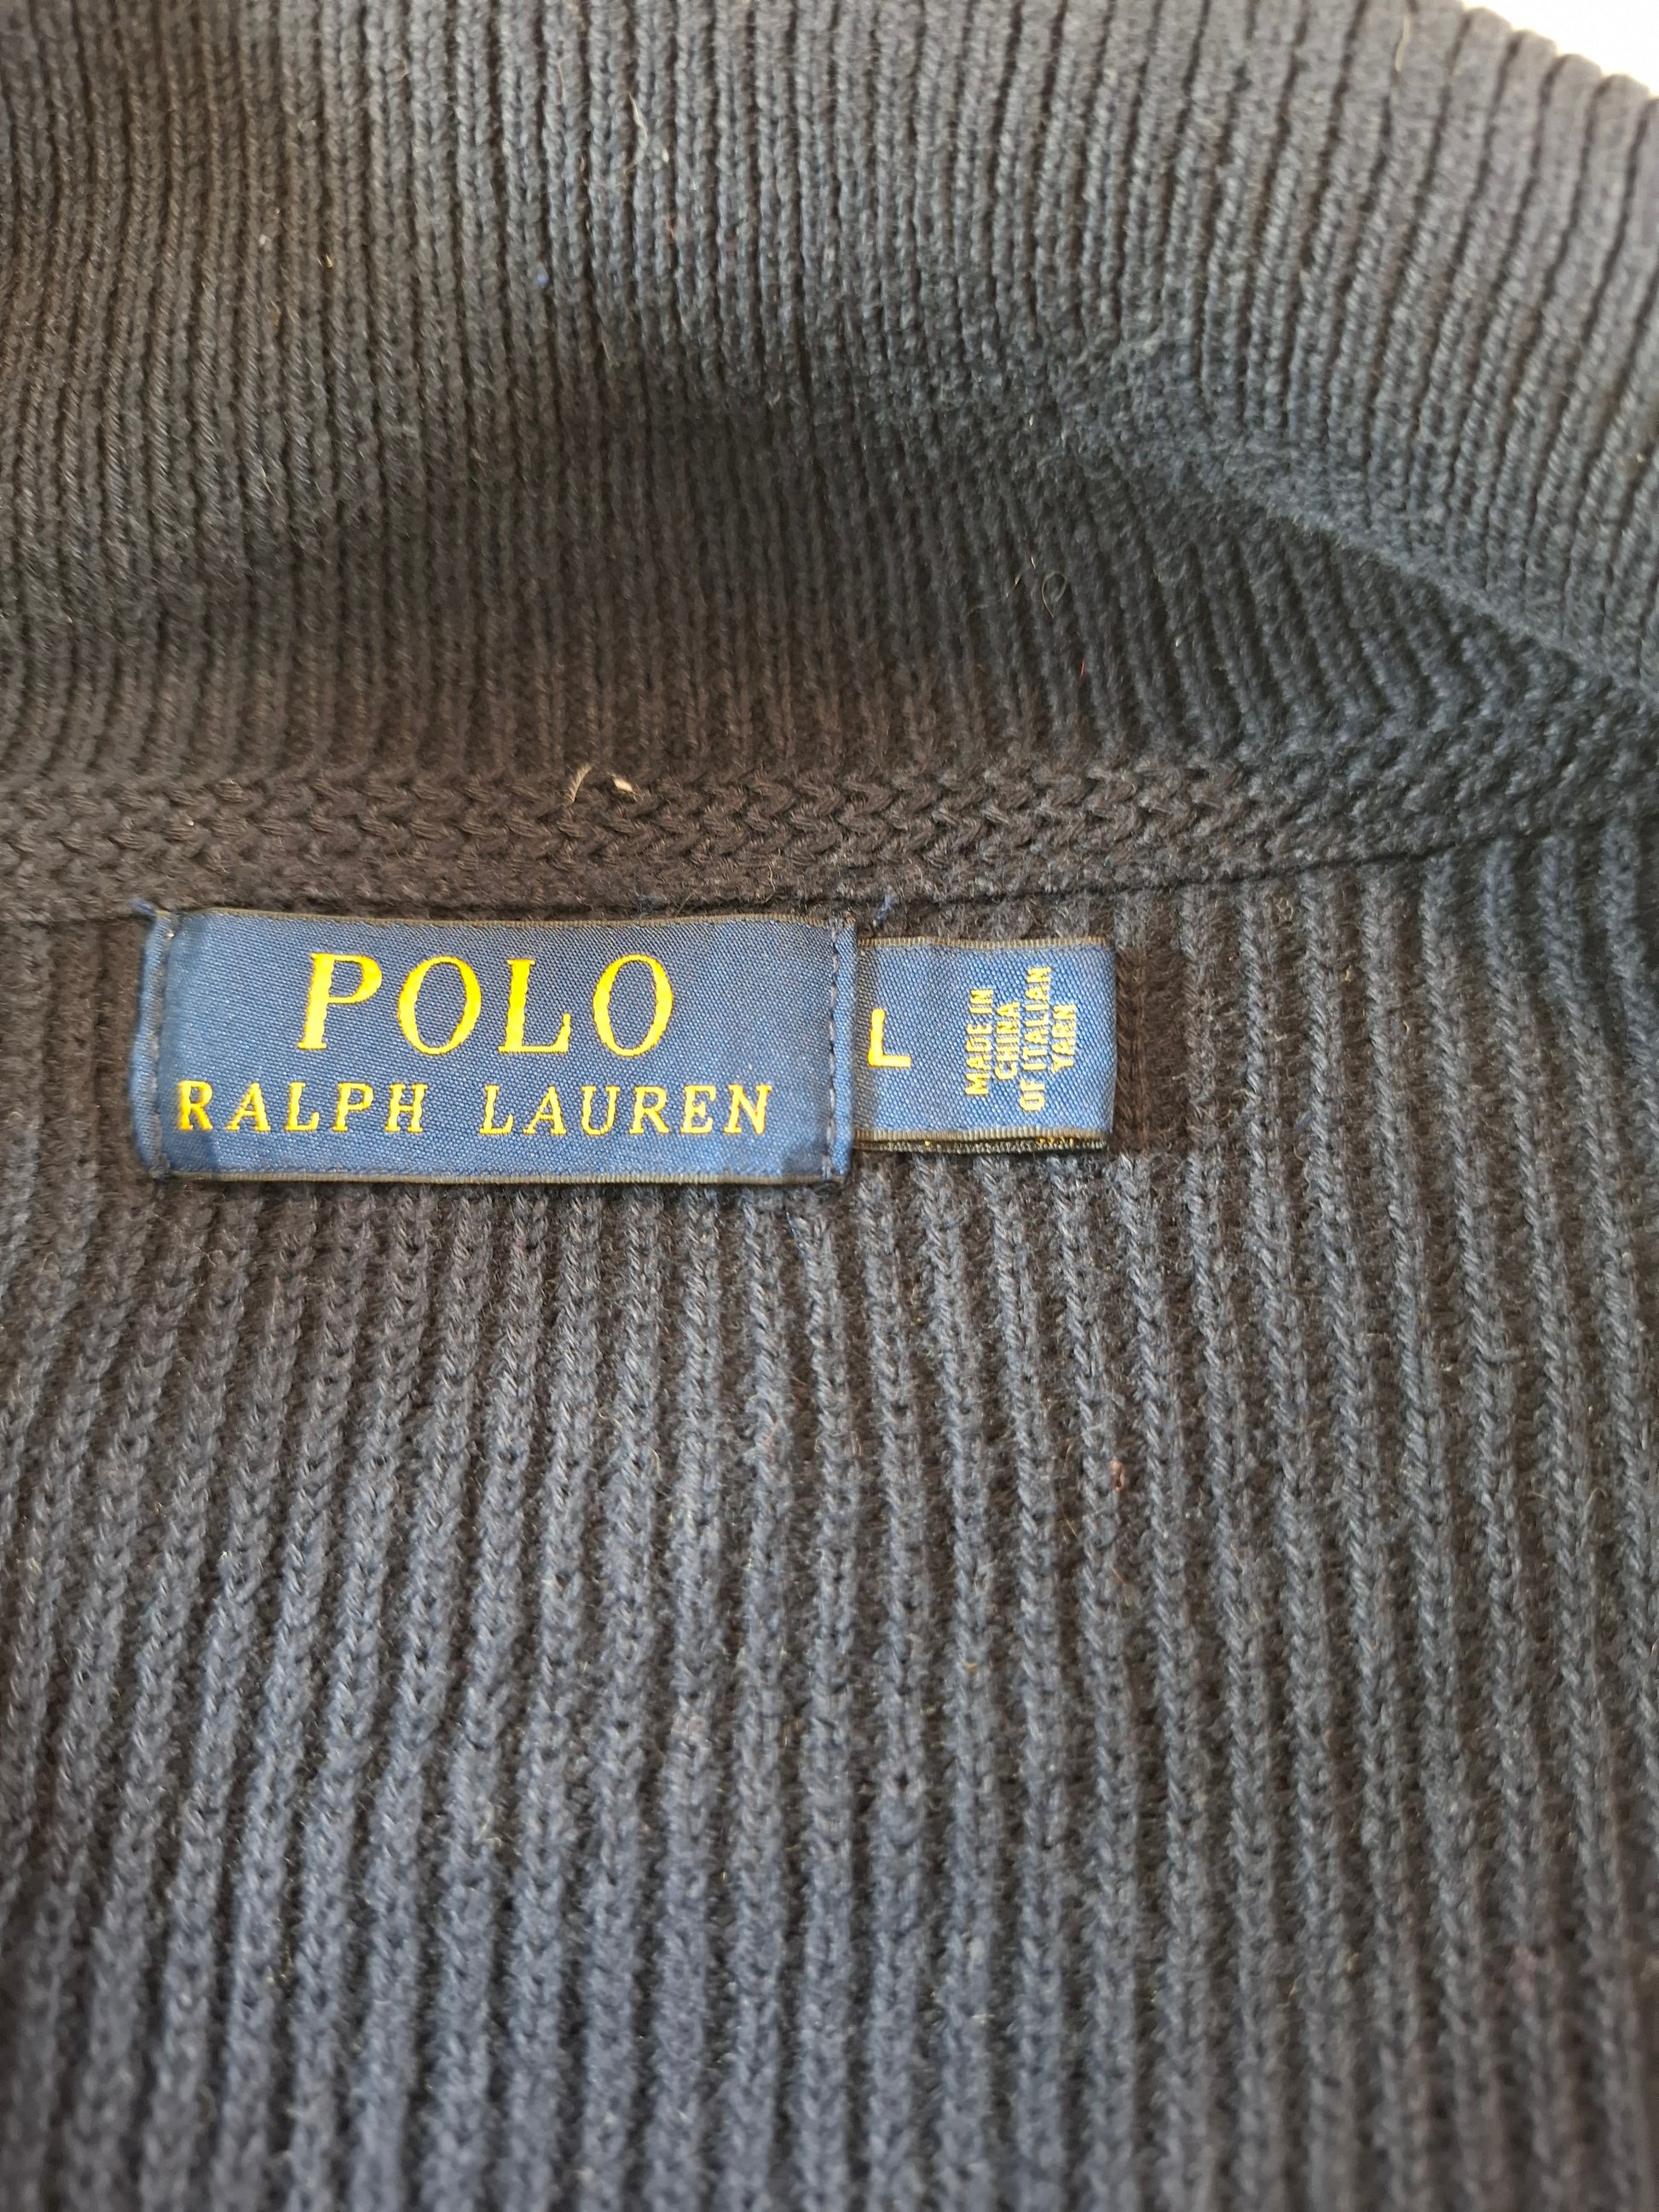 POLO
RALPH LAUREN
L
MADE IN
CHINA
OF ITALIAN
YARN